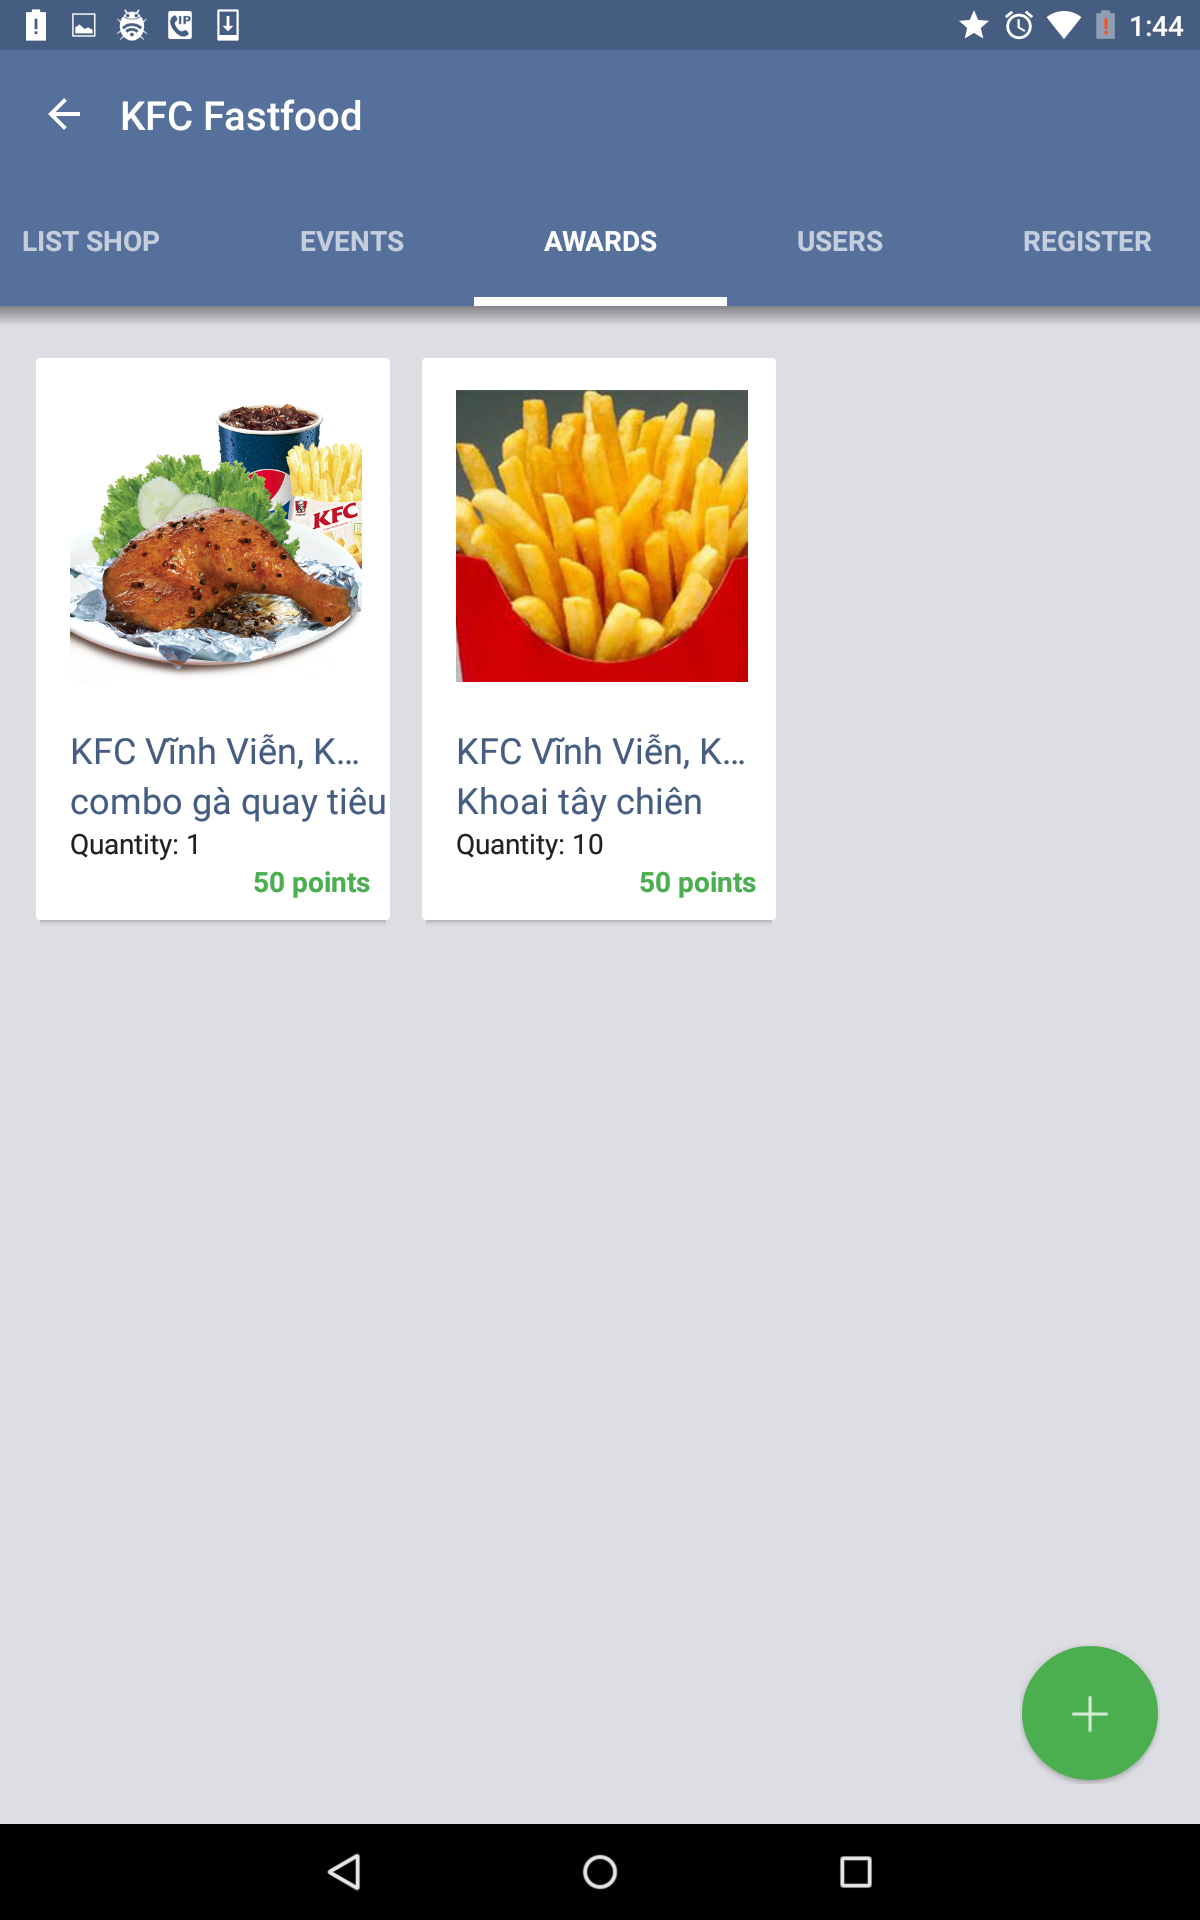 1:44
KFC Fastfood
LIST SHOP
EVENTS
AWARDS
USERS
REGISTER
KFC
KFC Vĩnh Viễn, K...
combo gà quay tiêu
Quantity: 1
50 points
KFC Vĩnh Viễn, K...
Khoai tây chiên
Quantity: 10
50 points